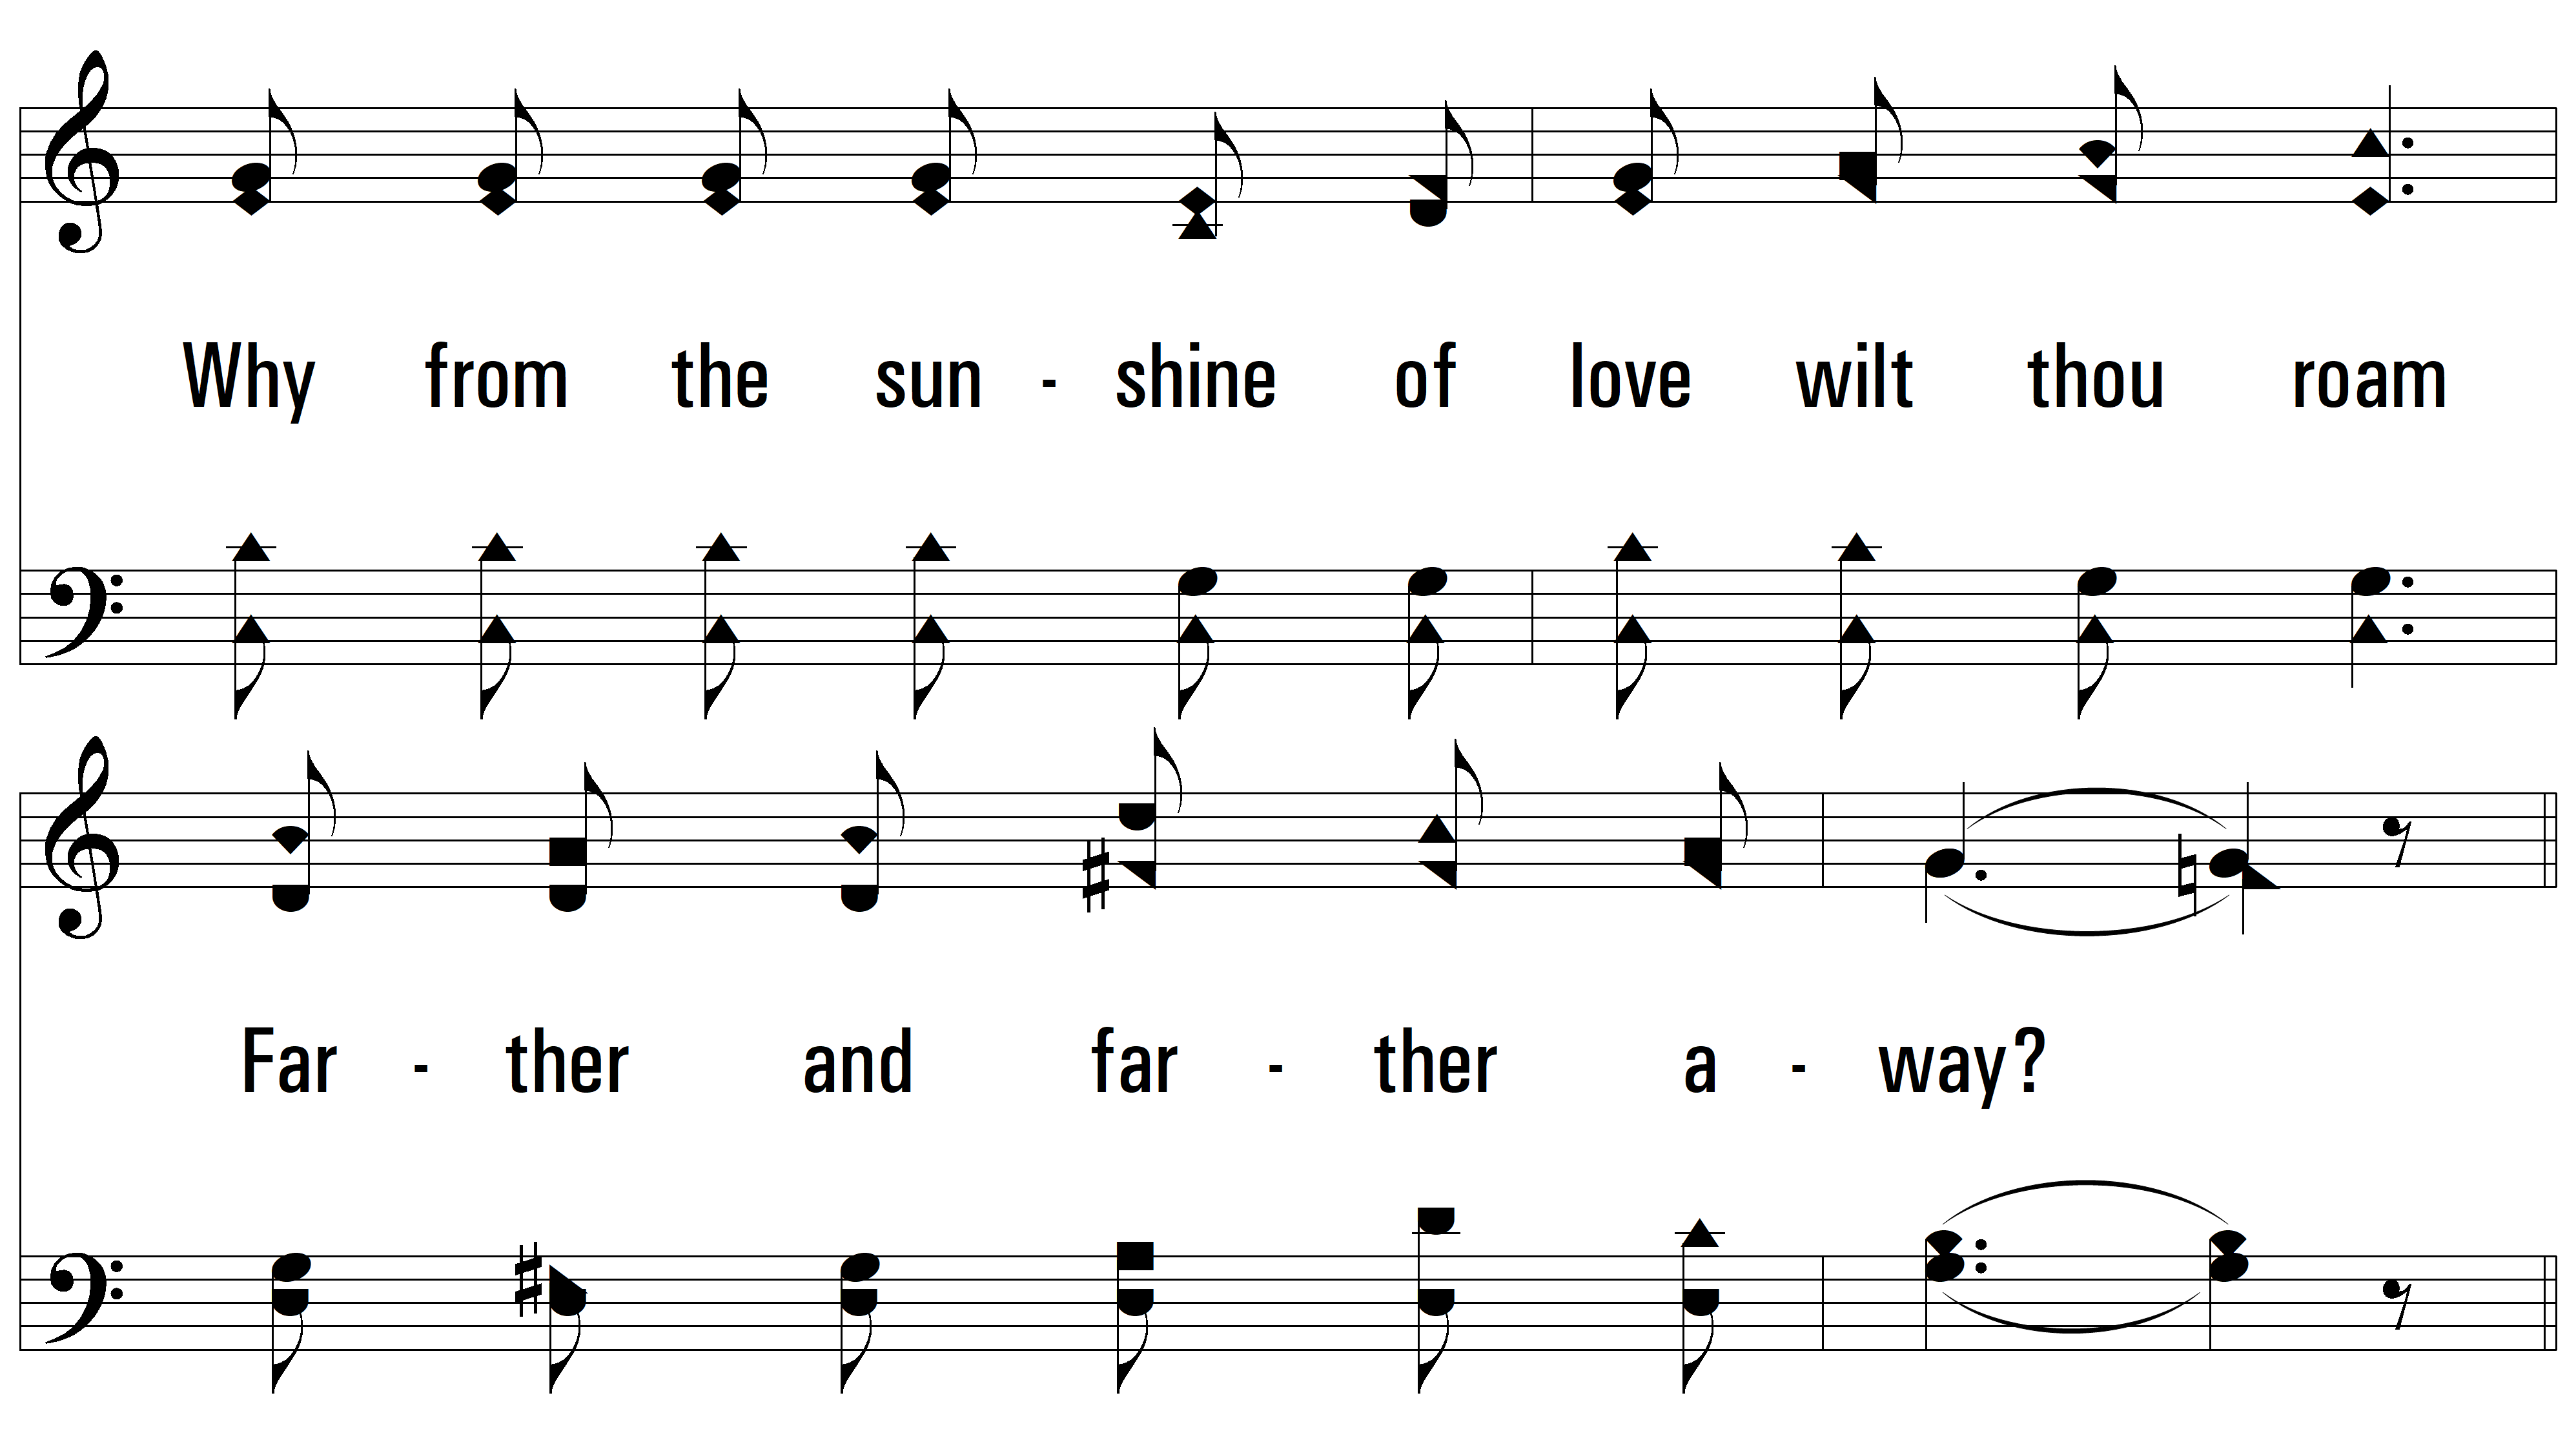 Why from the sun - shine of love wilt thou roam
Far - ther and far - ther a - way?